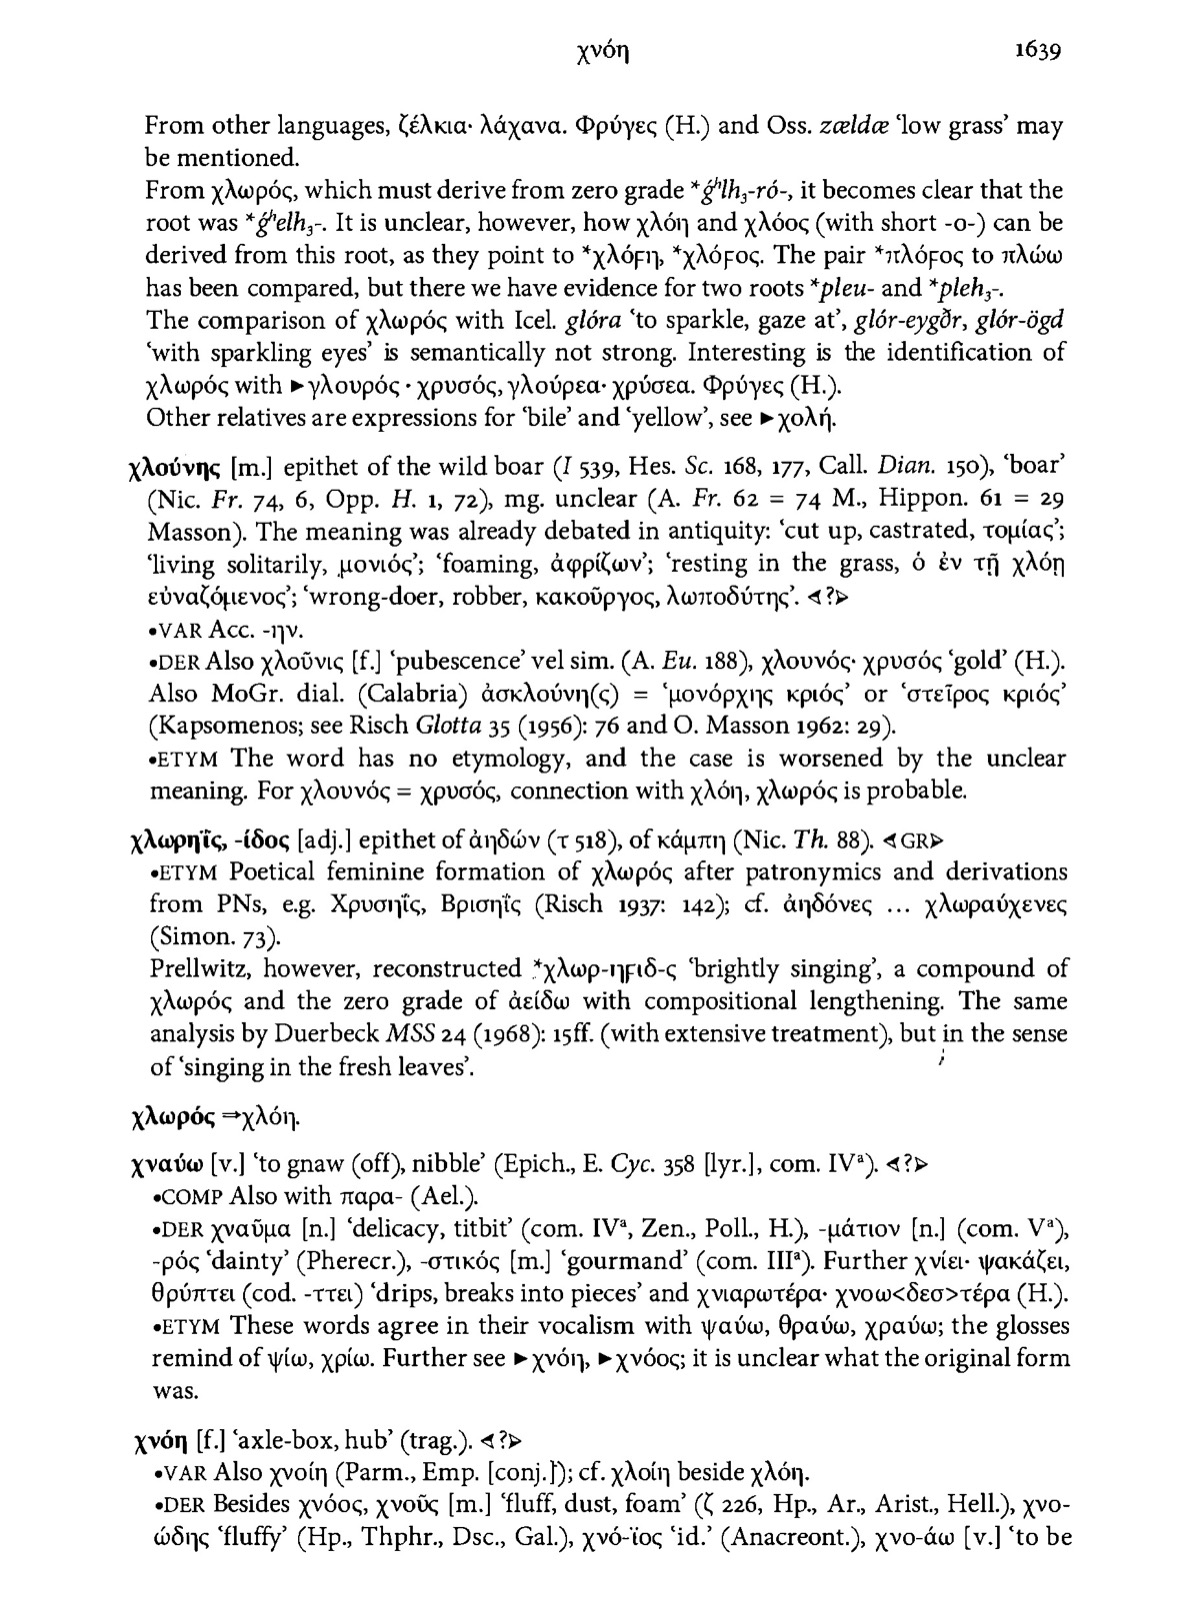 χνόη 1639
From other languages, ζέλκια· λάχανα. Φρύγες (H.) and Oss. zældæ ‘low grass’ may
be mentioned.
From χλωρός, which must derive from zero grade *ǵʰlh₃-ró-, it becomes clear that the
root was *ǵʰelh₃-. It is unclear, however, how χλόη and χλόος (with short -o-) can be
derived from this root, as they point to *χλόϝη, *χλόϝος. The pair *πλόϝος to πλώω
has been compared, but there we have evidence for two roots *pleu- and *pleh₃-.
The comparison of χλωρός with Icel. glóra ‘to sparkle, gaze at’, glór-eygðr, glór-ögd
‘with sparkling eyes’ is semantically not strong. Interesting is the identification of
χλωρός with ►γλουρός · χρυσός, γλούρεα· χρύσεα. Φρύγες (H.).
Other relatives are expressions for ‘bile’ and ‘yellow’, see ►χολή.
χλούνης [m.] epithet of the wild boar (I 539, Hes. Sc. 168, 177, Call. Dian. 150), ‘boar’
(Nic. Fr. 74, 6, Opp. H. 1, 72), mg. unclear (A. Fr. 62 = 74 M., Hippon. 61 = 29
Masson). The meaning was already debated in antiquity: ‘cut up, castrated, τομίας’;
‘living solitarily, μονιός’; ‘foaming, ἀφρίζων’; ‘resting in the grass, ὁ ἐν τῇ χλόῃ
εὐναζόμενος’; ‘wrong-doer, robber, κακοῦργος, λωποδύτης’. ⊲?⊳
•VAR Acc. -ην.
•DER Also χλοῦνις [f.] ‘pubescence’ vel sim. (A. Eu. 188), χλουνός· χρυσός ‘gold’ (H.).
Also MoGr. dial. (Calabria) ἀσκλούνη(ς) = ‘μονόρχης κριός’ or ‘στεῖρος κριός’
(Kapsomenos; see Risch Glotta 35 (1956): 76 and O. Masson 1962: 29).
•ETYM The word has no etymology, and the case is worsened by the unclear
meaning. For χλουνός = χρυσός, connection with χλόη, χλωρός is probable.
χλωρηΐς, -ίδος [adj.] epithet of ἀηδών (τ 518), of κάμπη (Nic. Th. 88). ⊲GR⊳
•ETYM Poetical feminine formation of χλωρός after patronymics and derivations
from PNs, e.g. Χρυσηΐς, Βρισηΐς (Risch 1937: 142); cf. ἀηδόνες ... χλωραύχενες
(Simon. 73).
Prellwitz, however, reconstructed *χλωρ-ηϝιδ-ς ‘brightly singing’, a compound of
χλωρός and the zero grade of ἀείδω with compositional lengthening. The same
analysis by Duerbeck MSS 24 (1968): 15ff. (with extensive treatment), but in the sense
of ‘singing in the fresh leaves’.
χλωρός ⇒χλόη.
χναύω [v.] ‘to gnaw (off), nibble’ (Epich., E. Cyc. 358 [lyr.], com. IVᵃ). ⊲?⊳
•COMP Also with παρα- (Ael.).
•DER χναῦμα [n.] ‘delicacy, titbit’ (com. IVᵃ, Zen., Poll., H.), -μάτιον [n.] (com. Vᵃ),
-ρός ‘dainty’ (Pherecr.), -στικός [m.] ‘gourmand’ (com. IIIᵃ). Further χνίει· ψακάζει,
θρύπτει (cod. -ττει) ‘drips, breaks into pieces’ and χνιαρωτέρα· χνοω<δεσ>τέρα (H.).
•ETYM These words agree in their vocalism with ψαύω, θραύω, χραύω; the glosses
remind of ψίω, χρίω. Further see ►χνόη, ►χνόος; it is unclear what the original form
was.
χνόη [f.] ‘axle-box, hub’ (trag.). ⊲?⊳
•VAR Also χνοίη (Parm., Emp. [conj.]); cf. χλοίη beside χλόη.
•DER Besides χνόος, χνοῦς [m.] ‘fluff, dust, foam’ (ζ 226, Hp., Ar., Arist., Hell.), χνο-
ώδης ‘fluffy’ (Hp., Thphr., Dsc., Gal.), χνό-ϊος ‘id.’ (Anacreont.), χνο-άω [v.] ‘to be